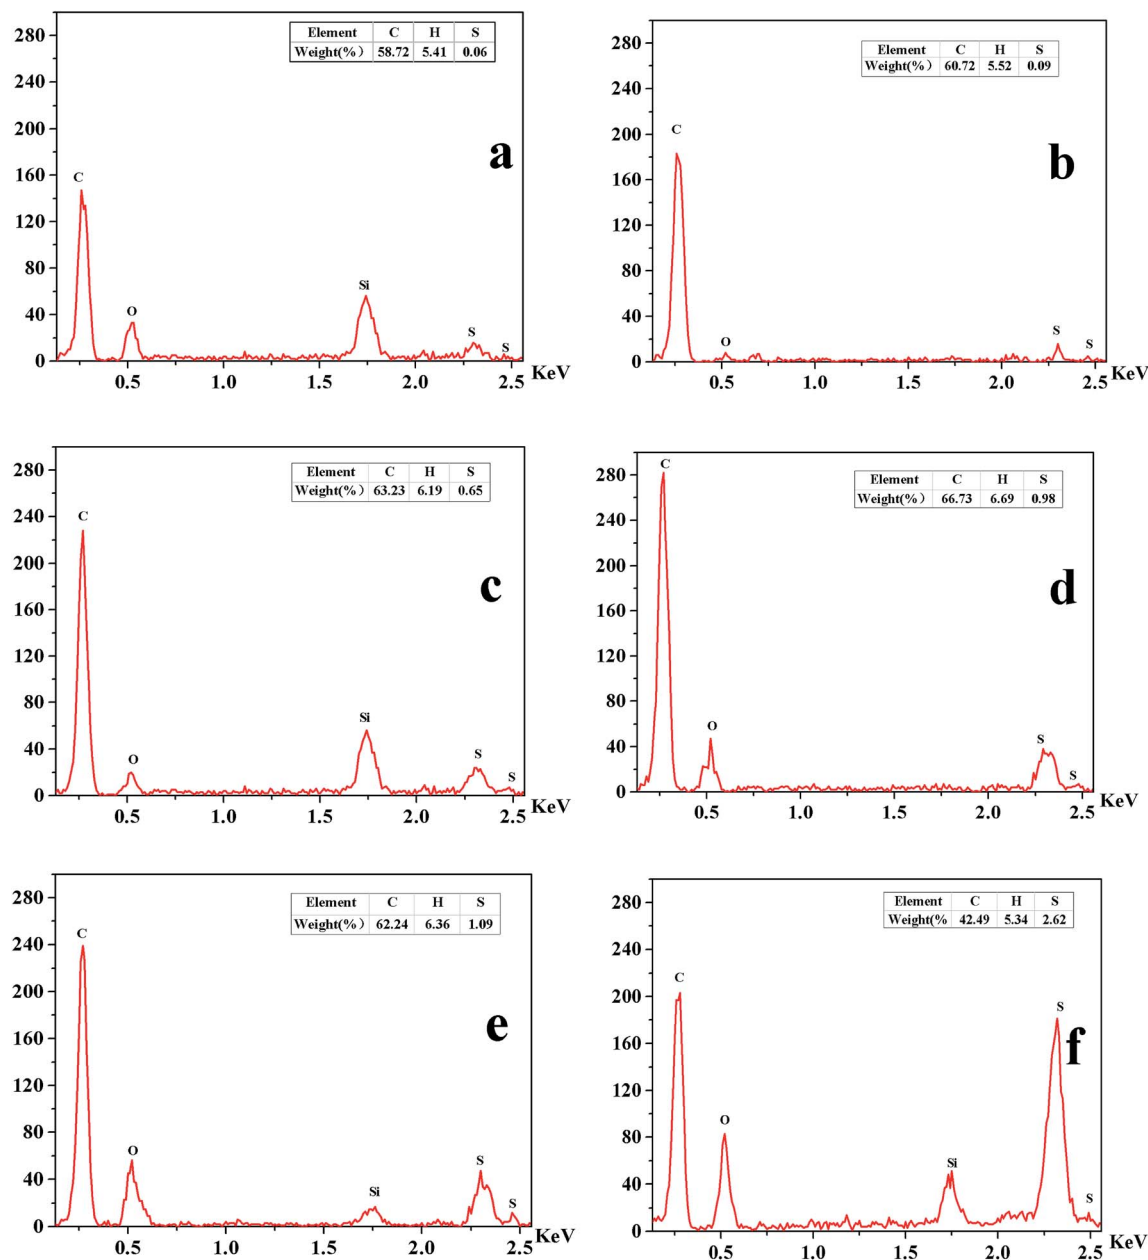 280
240
200
160
120
80
40
0
Element C H S
Weight(%) 58.72 5.41 0.06
a
C
O
Si
S
S
0.5 1.0 1.5 2.0 2.5 KeV
280
240
200
160
120
80
40
0
Element C H S
Weight(%) 60.72 5.52 0.09
b
C
O
S
S
0.5 1.0 1.5 2.0 2.5 KeV
280
240
200
160
120
80
40
0
Element C H S
Weight(%) 63.23 6.19 0.65
c
C
O
Si
S
S
0.5 1.0 1.5 2.0 2.5 KeV
280
240
200
160
120
80
40
0
Element C H S
Weight(%) 66.73 6.69 0.98
d
C
O
S
S
0.5 1.0 1.5 2.0 2.5 KeV
280
240
200
160
120
80
40
0
Element C H S
Weight(%) 62.24 6.36 1.09
e
C
O
Si
S
S
0.5 1.0 1.5 2.0 2.5 KeV
280
240
200
160
120
80
40
0
Element C H S
Weight(% 42.49 5.34 2.62
f
C
O
Si
S
S
0.5 1.0 1.5 2.0 2.5 KeV